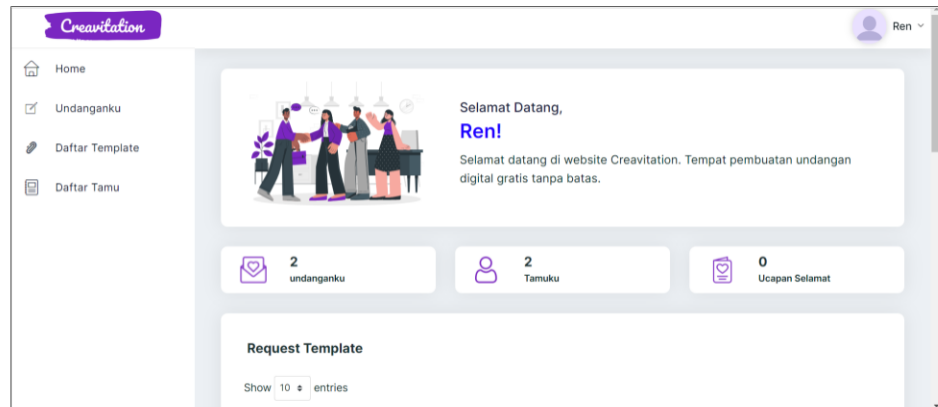 Creavitation
Ren
Home
Undanganku
Daftar Template
Daftar Tamu
Selamat Datang,
Ren!
Selamat datang di website Creavitation. Tempat pembuatan undangan
digital gratis tanpa batas.
2
undanganku
2
Tamuku
0
Ucapan Selamat
Request Template
Show 10 entries